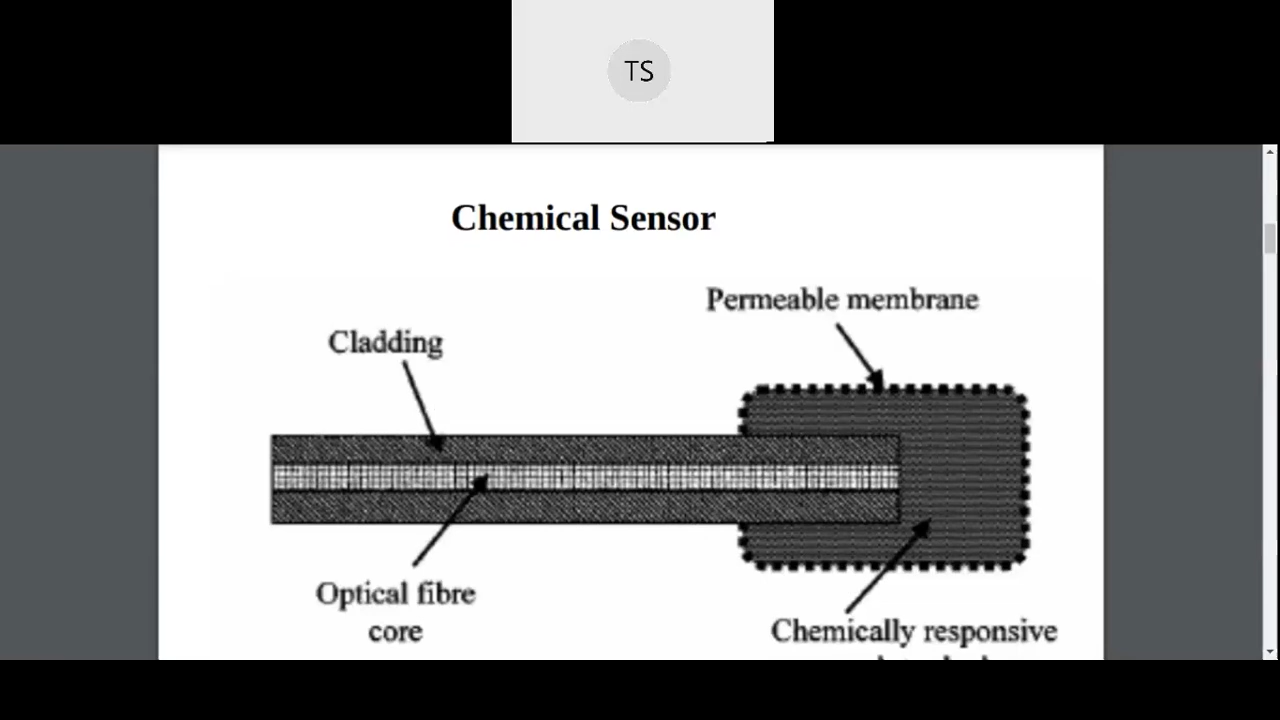 TS
Chemical Sensor
Permeable membrane
Cladding
Optical fibre
core
Chemically responsive